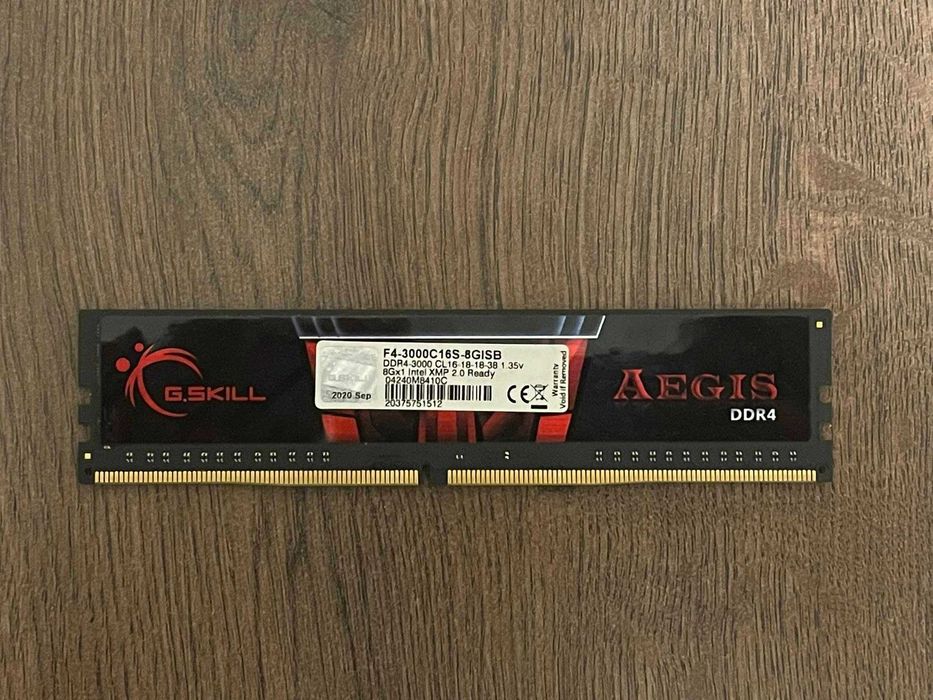 G.SKILL
G.SKILL
2020 Sep
F4-3000C16S-8GISB
DDR4-3000 CL16-18-18-38 1.35v
8Gx1 Intel XMP 2.0 Ready
04240M8410C
20375751512
CE
Warranty
Void if Removed
AEGIS
DDR4